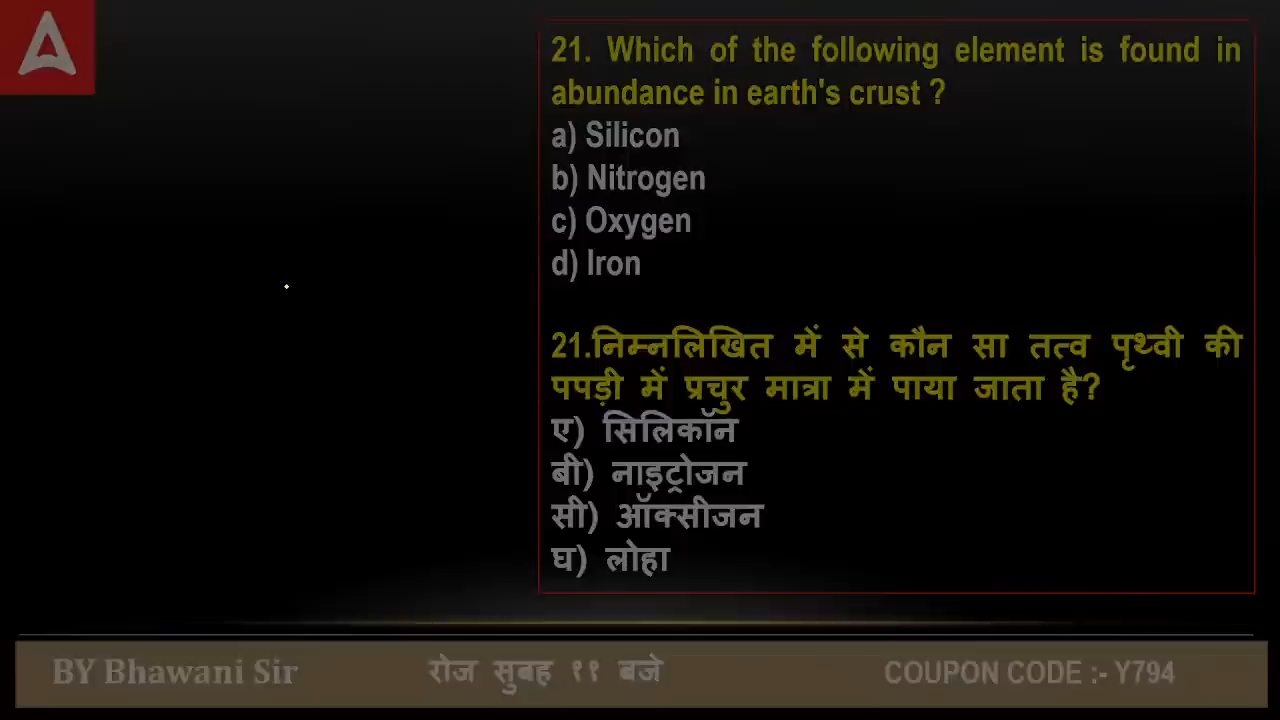 21. Which of the following element is found in
abundance in earth's crust ?
a) Silicon
b) Nitrogen
c) Oxygen
d) Iron
21.निम्नलिखित में से कौन सा तत्व पृथ्वी की
पपड़ी में प्रचुर मात्रा में पाया जाता है?
ए) सिलिकॉन
बी) नाइट्रोजन
सी) ऑक्सीजन
घ) लोहा
BY Bhawani Sir रोज सुबह ११ बजे COUPON CODE :- Y794